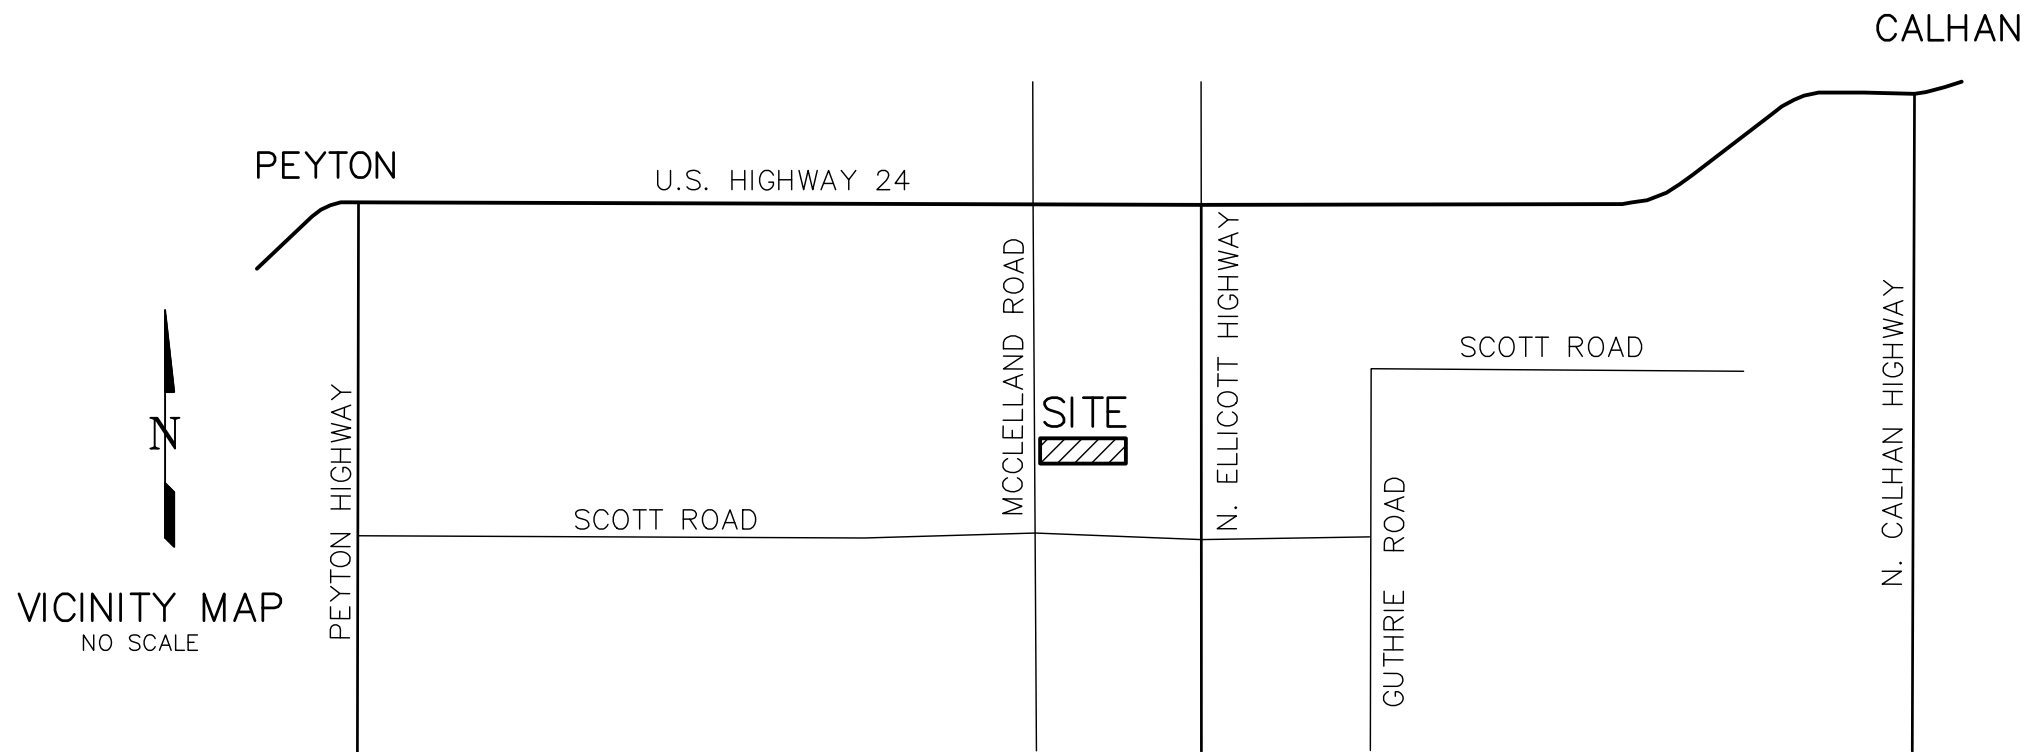 CALHAN
PEYTON
U.S. HIGHWAY 24
MCCLELLAND ROAD
N. ELLICOTT HIGHWAY
N. CALHAN HIGHWAY
SCOTT ROAD
SITE
PEYTON HIGHWAY
N
SCOTT ROAD
GUTHRIE ROAD
VICINITY MAP
NO SCALE